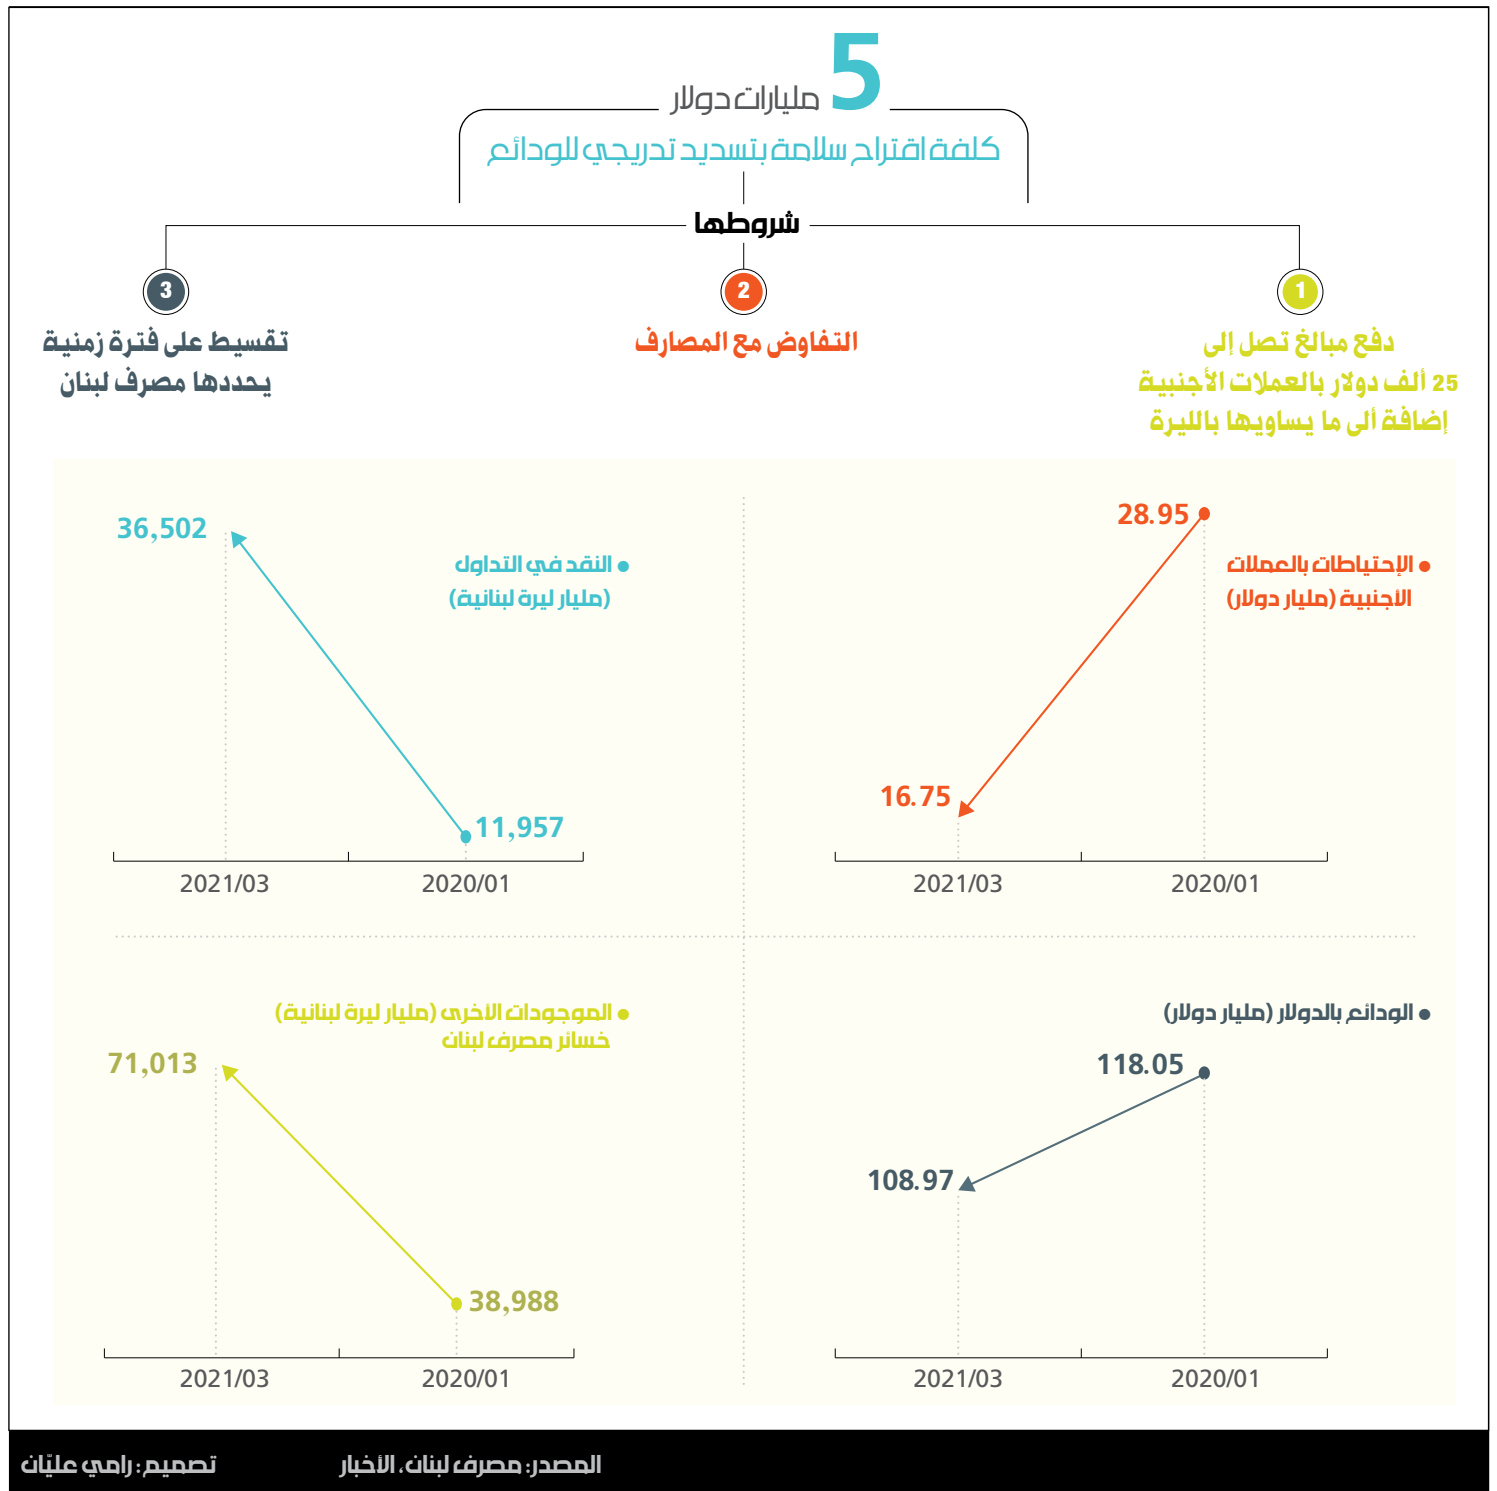 5 مليارات دولار
كلفة اقتراح سلامة بتسديد تدريجي للودائع
شروطها
1
دفع مبالغ تصل إلى
25 ألف دولار بالعملات الأجنبية
إضافة ألى ما يساويها بالليرة
2
التفاوض مع المصارف
3
تقسيط على فترة زمنية
يحددها مصرف لبنان
● الإحتياطات بالعملات
الأجنبية (مليار دولار)
28.95
16.75
2020/01
2021/03
● النقد في التداول
(مليار ليرة لبنانية)
36,502
11,957
2020/01
2021/03
● الودائع بالدولار (مليار دولار)
118.05
108.97
2020/01
2021/03
● الموجودات الأخرى (مليار ليرة لبنانية)
خسائر مصرف لبنان
71,013
38,988
2020/01
2021/03
المصدر: مصرف لبنان، الأخبار
تصميم: رامي عليّان